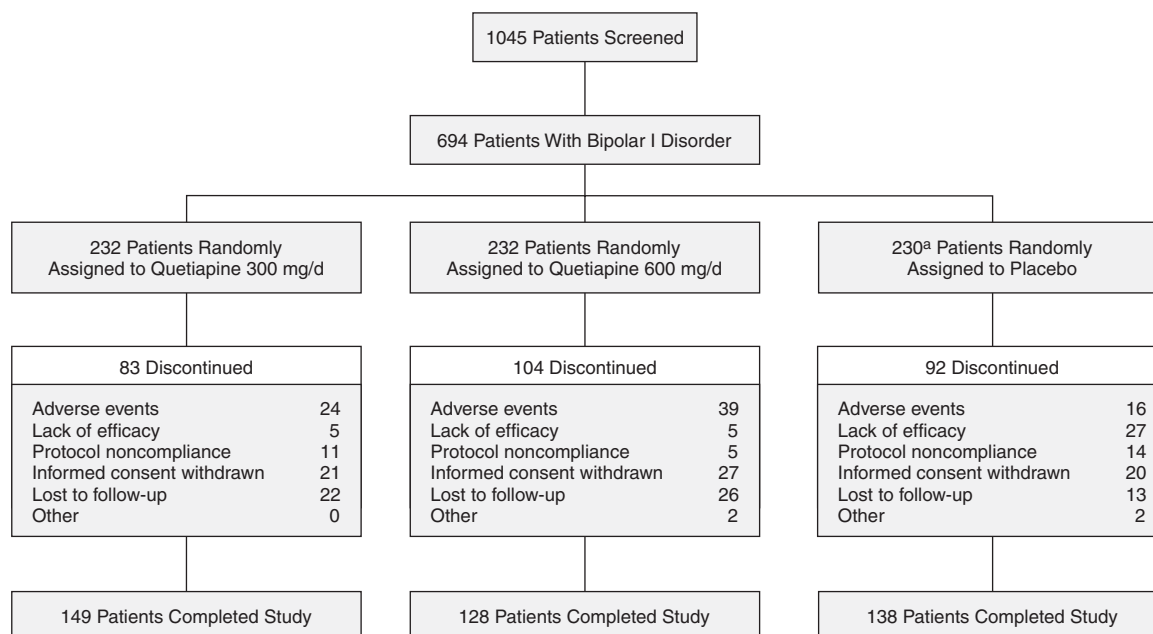 1045 Patients Screened
694 Patients With Bipolar I Disorder
232 Patients Randomly
Assigned to Quetiapine 300 mg/d
232 Patients Randomly
Assigned to Quetiapine 600 mg/d
230ᵃ Patients Randomly
Assigned to Placebo
83 Discontinued
Adverse events 24
Lack of efficacy 5
Protocol noncompliance 11
Informed consent withdrawn 21
Lost to follow-up 22
Other 0
104 Discontinued
Adverse events 39
Lack of efficacy 5
Protocol noncompliance 5
Informed consent withdrawn 27
Lost to follow-up 26
Other 2
92 Discontinued
Adverse events 16
Lack of efficacy 27
Protocol noncompliance 14
Informed consent withdrawn 20
Lost to follow-up 13
Other 2
149 Patients Completed Study
128 Patients Completed Study
138 Patients Completed Study